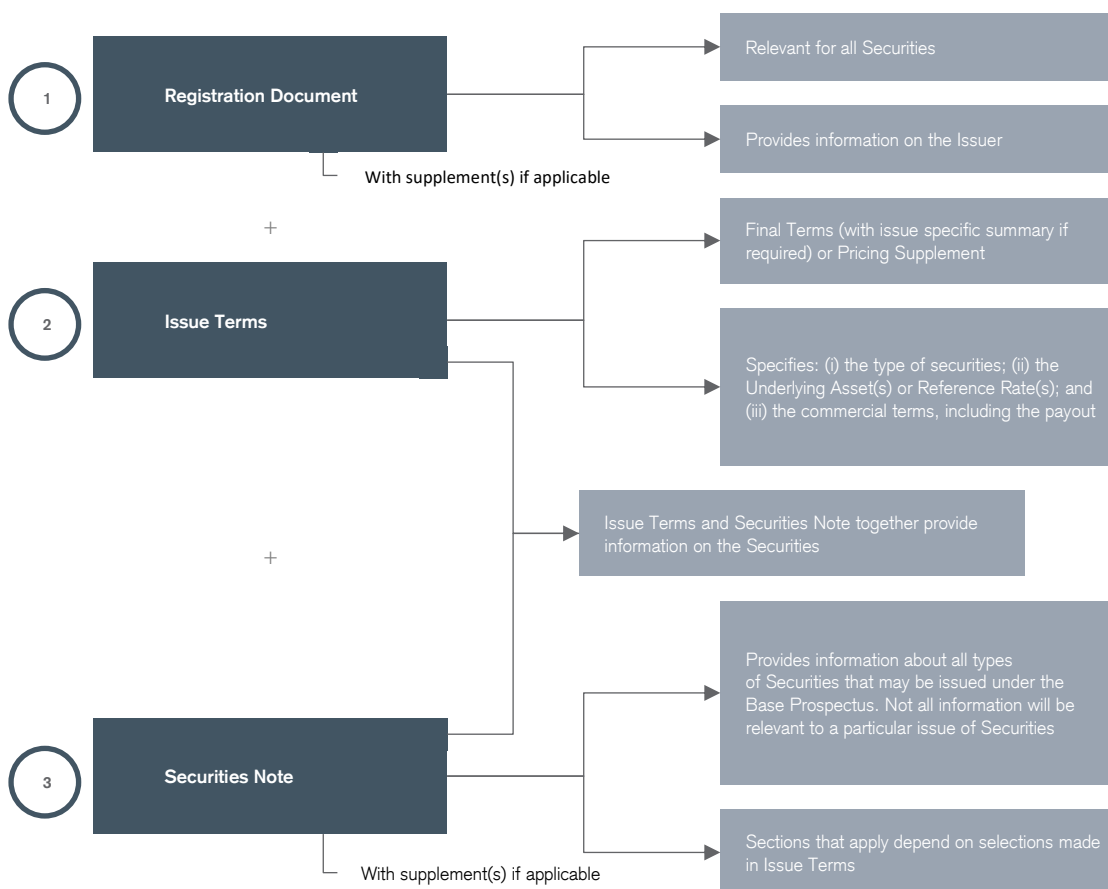 1
Registration Document
With supplement(s) if applicable
Relevant for all Securities
Provides information on the Issuer
+
2
Issue Terms
Final Terms (with issue specific summary if
required) or Pricing Supplement
Specifies: (i) the type of securities; (ii) the
Underlying Asset(s) or Reference Rate(s); and
(iii) the commercial terms, including the payout
Issue Terms and Securities Note together provide
information on the Securities
+
3
Securities Note
With supplement(s) if applicable
Provides information about all types
of Securities that may be issued under the
Base Prospectus. Not all information will be
relevant to a particular issue of Securities
Sections that apply depend on selections made
in Issue Terms